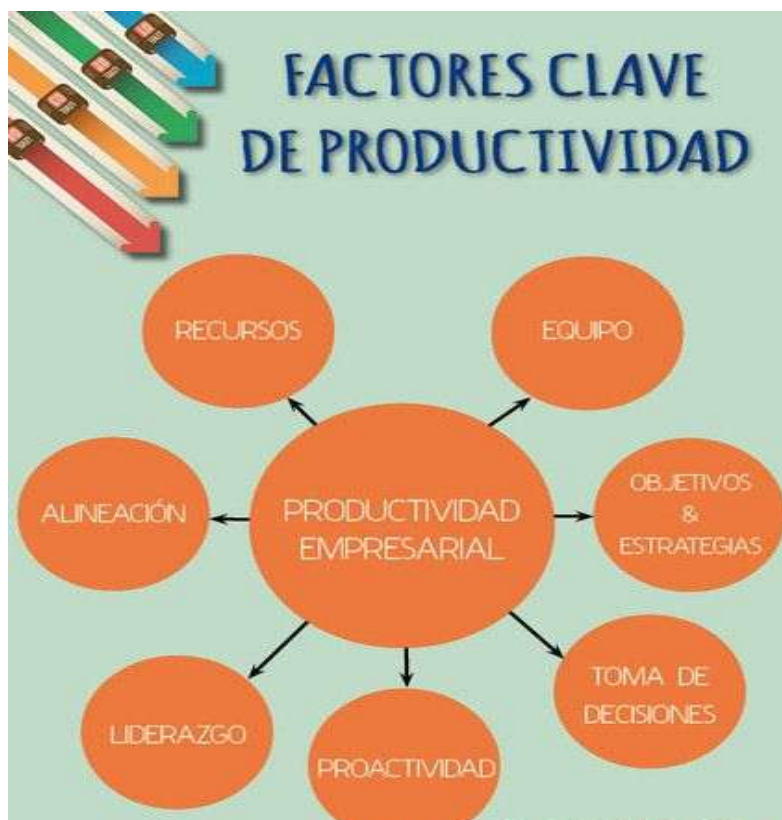 FACTORES CLAVE
DE PRODUCTIVIDAD
RECURSOS
EQUIPO
ALINEACIÓN
PRODUCTIVIDAD
EMPRESARIAL
OBJETIVOS
&
ESTRATEGIAS
TOMA DE
DECISIONES
LIDERAZGO
PROACTIVIDAD